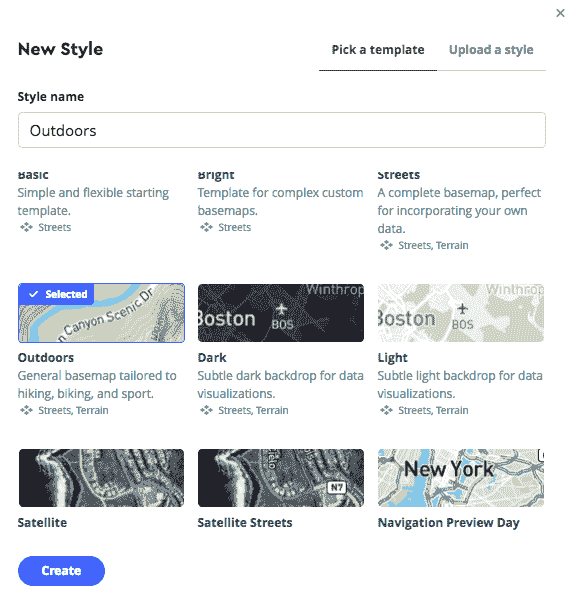 New Style
Pick a template
Upload a style
Style name
Outdoors
Basic
Bright
Streets
Simple and flexible starting
template.
Streets
Template for complex custom
basemaps.
Streets
A complete basemap, perfect
for incorporating your own
data.
Streets, Terrain
Selected
n Canyon Scenic Dr
Outdoors
General basemap tailored to
hiking, biking, and sport.
Streets, Terrain
Winthrop
Boston
BOS
Dark
Subtle dark backdrop for data
visualizations.
Streets, Terrain
Winthrop
Boston
BOS
Light
Subtle light backdrop for data
visualizations.
Streets, Terrain
Satellite
N7
Satellite Streets
New York
Navigation Preview Day
Create